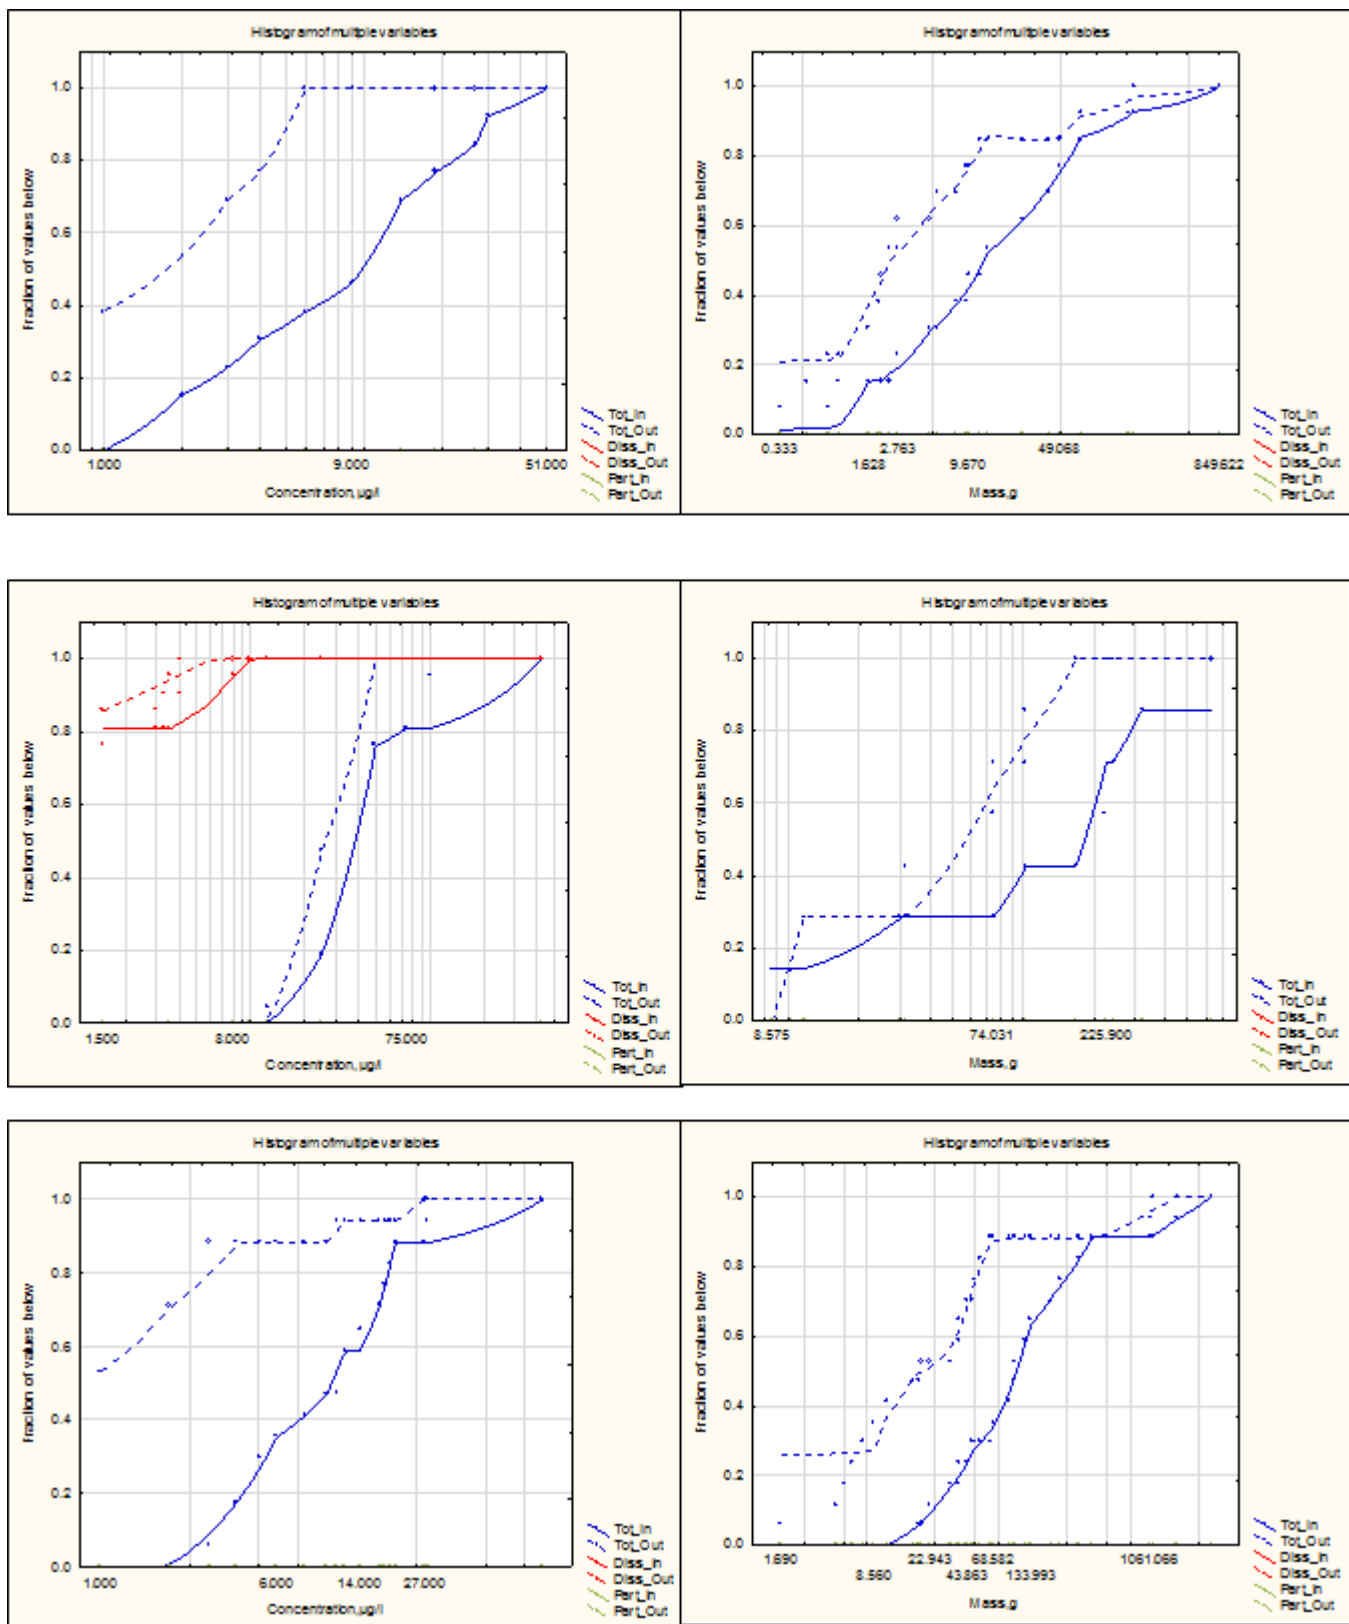 Histogram of multiple variables
Fraction of values below
1.0
0.8
0.6
0.4
0.2
0.0
1.000 9.000 51.000
Concentration, µg/l
Tot_In
Tot_Out
Diss_In
Diss_Out
Part_In
Part_Out
Histogram of multiple variables
Fraction of values below
1.0
0.8
0.6
0.4
0.2
0.0
0.333 2.763 49.068
1.628 9.670 849.622
Mass, g
Tot_In
Tot_Out
Diss_In
Diss_Out
Part_In
Part_Out
Histogram of multiple variables
Fraction of values below
1.0
0.8
0.6
0.4
0.2
0.0
1.500 8.000 75.000
Concentration, µg/l
Tot_In
Tot_Out
Diss_In
Diss_Out
Part_In
Part_Out
Histogram of multiple variables
Fraction of values below
1.0
0.8
0.6
0.4
0.2
0.0
8.575 74.031 225.900
Mass, g
Tot_In
Tot_Out
Diss_In
Diss_Out
Part_In
Part_Out
Histogram of multiple variables
Fraction of values below
1.0
0.8
0.6
0.4
0.2
0.0
1.000 6.000 14.000 27.000
Concentration, µg/l
Tot_In
Tot_Out
Diss_In
Diss_Out
Part_In
Part_Out
Histogram of multiple variables
Fraction of values below
1.0
0.8
0.6
0.4
0.2
0.0
1.690 22.943 68.582 1061.066
8.560 43.863 133.993
Mass, g
Tot_In
Tot_Out
Diss_In
Diss_Out
Part_In
Part_Out